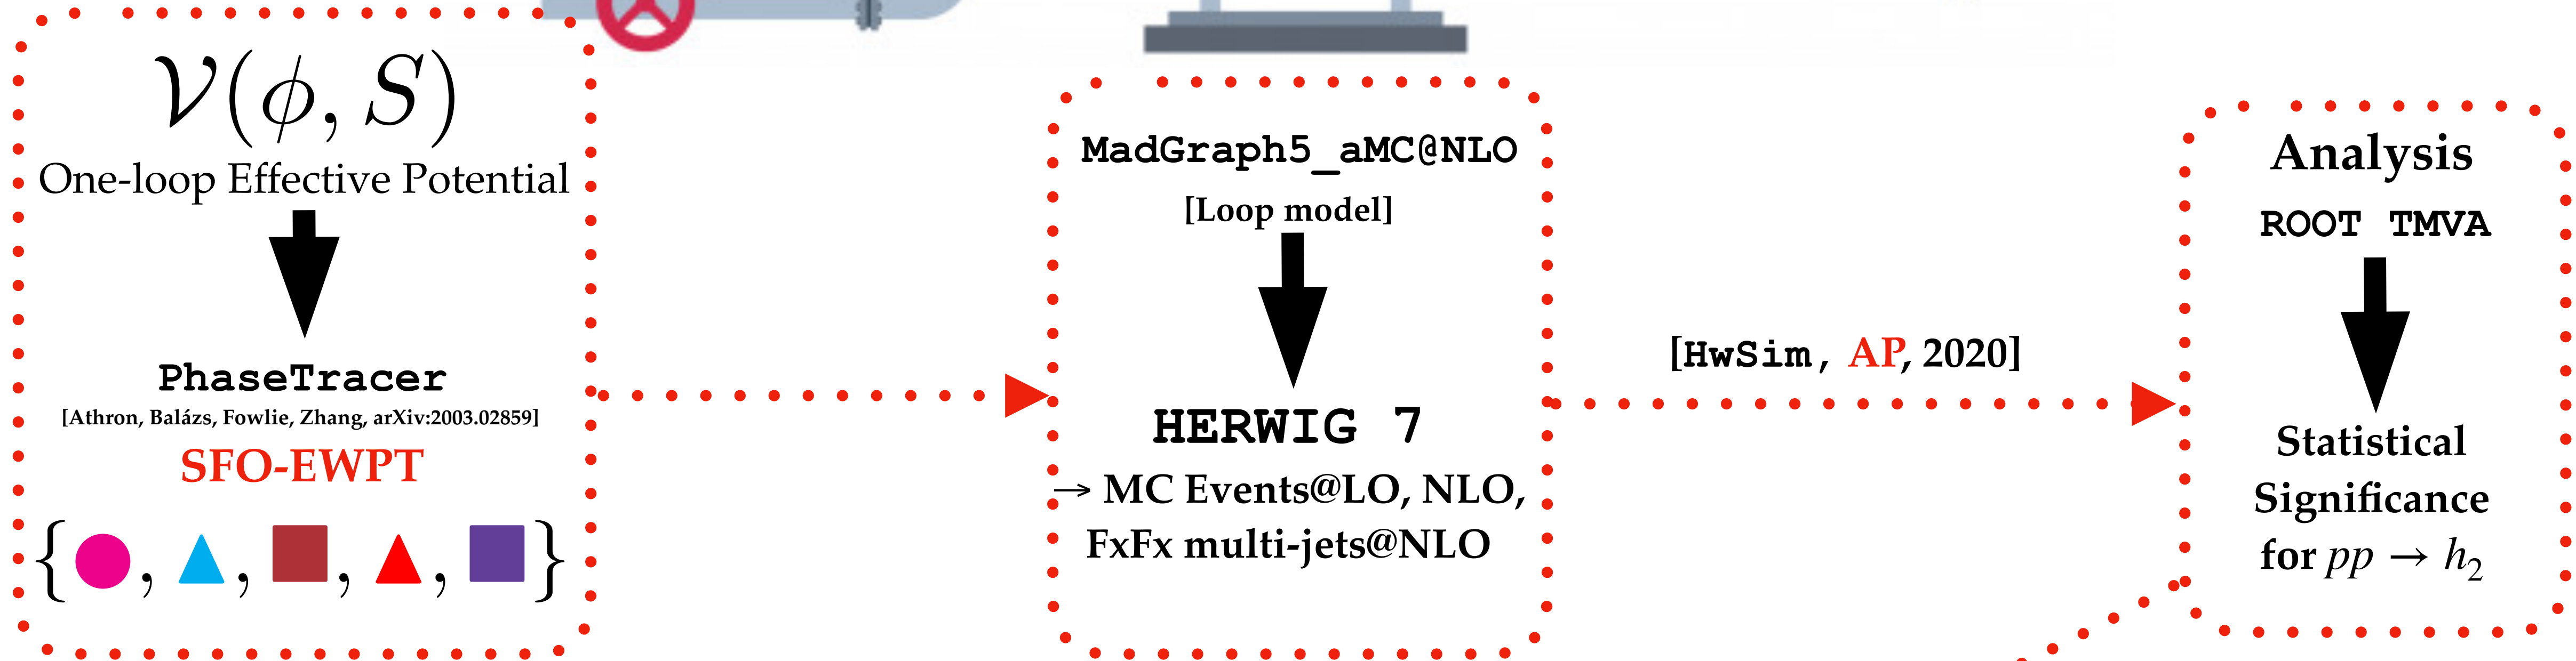 𝒱(ϕ, S)
One-loop Effective Potential
PhaseTracer
[Athron, Balázs, Fowlie, Zhang, arXiv:2003.02859]
SFO-EWPT
{ , , , , }
MadGraph5_aMC@NLO
[Loop model]
HERWIG 7
→ MC Events@LO, NLO,
FxFx multi-jets@NLO
[HwSim, AP, 2020]
Analysis
ROOT TMVA
Statistical
Significance
for pp → h₂